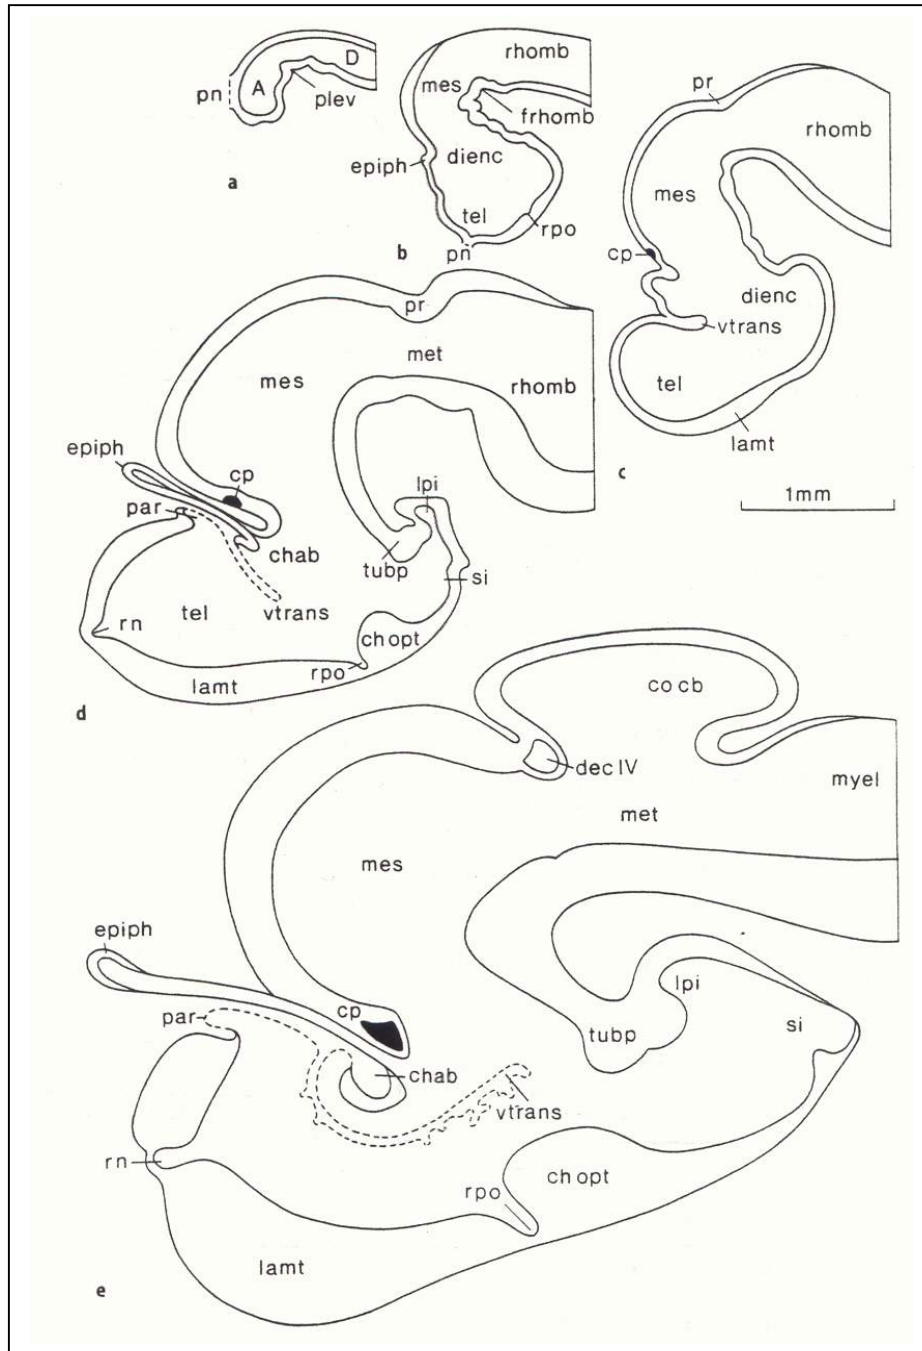 D
A
pn
plev
a
rhomb
mes
frhomb
epiph
dienc
tel
rpo
pn
b
pr
rhomb
mes
cp
dienc
vtrans
tel
lamt
c
1mm
pr
met
mes
rhomb
epiph
cp
lpi
par
chab
tubp
si
tel
vtrans
rn
ch opt
rpo
lamt
d
co cb
dec IV
myel
met
mes
epiph
lpi
cp
par
si
tubp
chab
vtrans
rn
ch opt
rpo
lamt
e